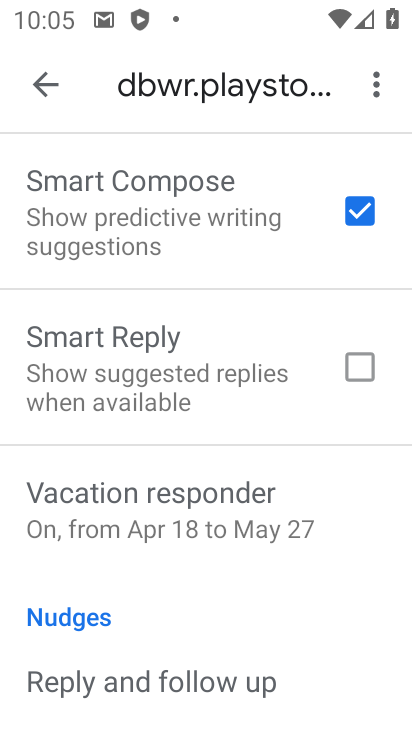 10:05
dbwr.playsto...
Smart Compose
Show predictive writing
suggestions
Smart Reply
Show suggested replies
when available
Vacation responder
On, from Apr 18 to May 27
Nudges
Reply and follow up